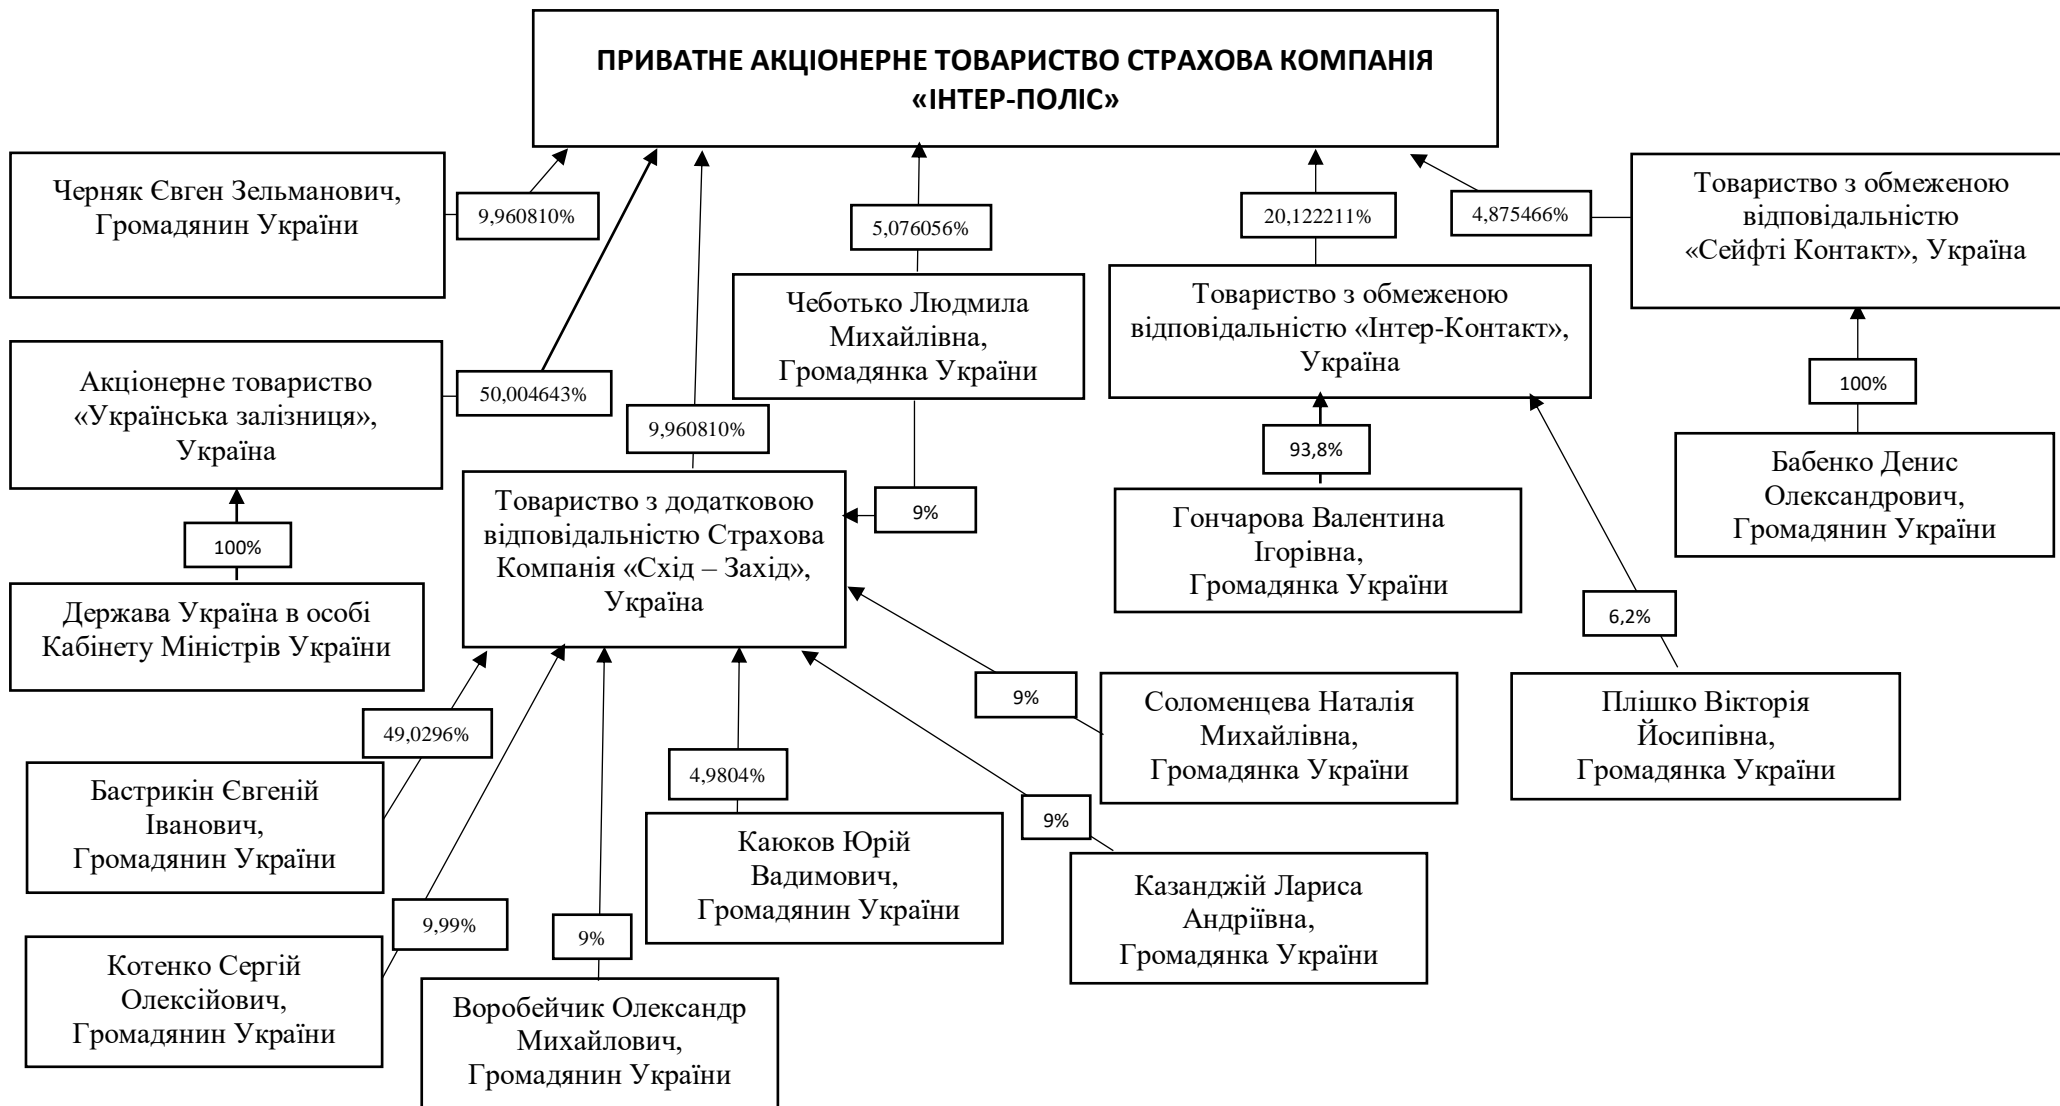 ПРИВАТНЕ АКЦІОНЕРНЕ ТОВАРИСТВО СТРАХОВА КОМПАНІЯ
«ІНТЕР-ПОЛІС»
Черняк Євген Зельманович,
Громадянин України
9,960810%
50,004643%
9,960810%
5,076056%
20,122211%
4,875466%
Товариство з обмеженою
відповідальністю
«Сейфті Контакт», Україна
Чеботько Людмила
Михайлівна,
Громадянка України
Товариство з обмеженою
відповідальністю «Інтер-Контакт»,
Україна
Акціонерне товариство
«Українська залізниця»,
Україна
100%
93,8%
100%
9%
Товариство з додатковою
відповідальністю Страхова
Компанія «Схід – Захід»,
Україна
Гончарова Валентина
Ігорівна,
Громадянка України
Бабенко Денис
Олександрович,
Громадянин України
Держава Україна в особі
Кабінету Міністрів України
6,2%
49,0296%
9,99%
9%
4,9804%
9%
9%
Соломенцева Наталія
Михайлівна,
Громадянка України
Плішко Вікторія
Йосипівна,
Громадянка України
Бастрикін Євгеній
Іванович,
Громадянин України
Каюков Юрій
Вадимович,
Громадянин України
Казанджій Лариса
Андріївна,
Громадянка України
Котенко Сергій
Олексійович,
Громадянин України
Воробейчик Олександр
Михайлович,
Громадянин України